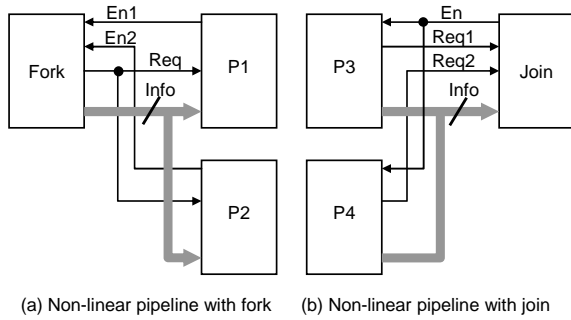 En1
En2
Fork
Req
P1
Info
P2
(a) Non-linear pipeline with fork
En
Req1
P3
Req2
Join
Info
P4
(b) Non-linear pipeline with join